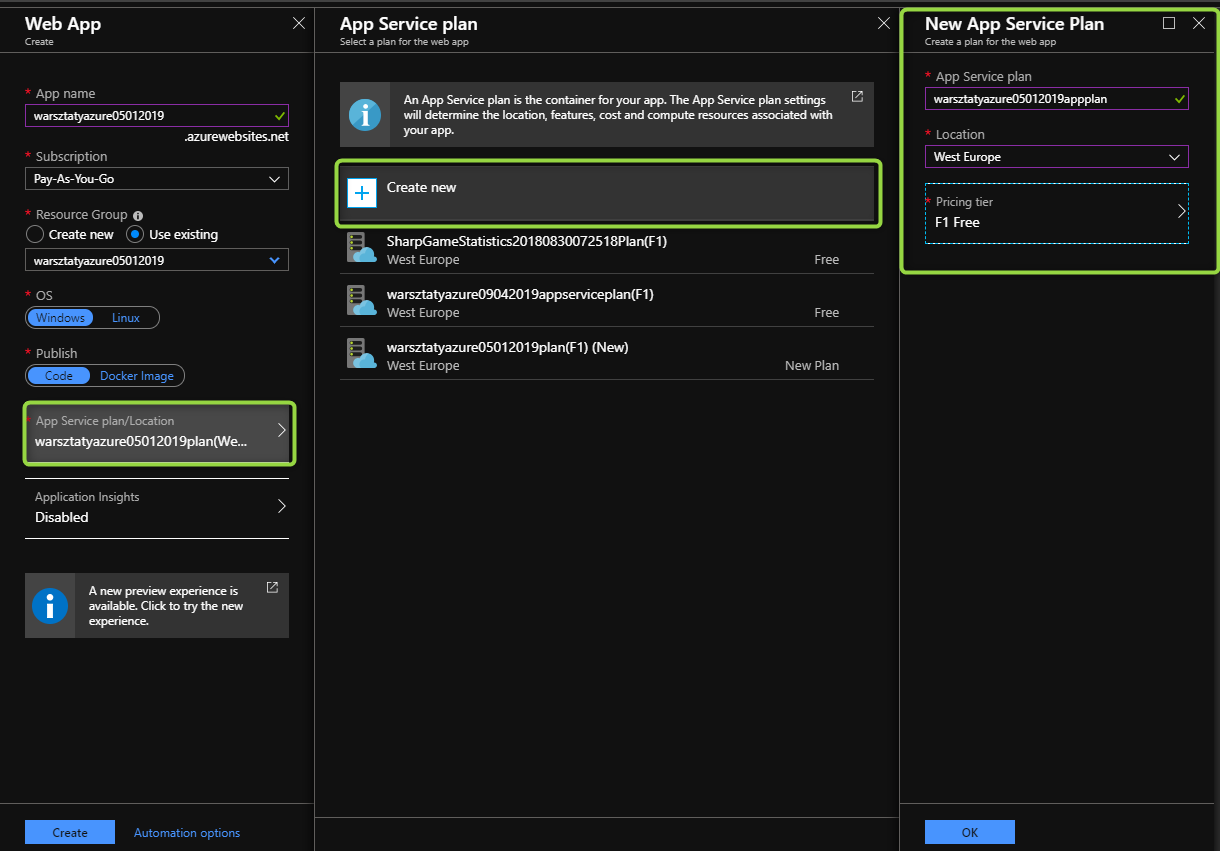 Web App
Create
* App name
warsztatyazure05012019
.azurewebsites.net
* Subscription
Pay-As-You-Go
* Resource Group
Create new
Use existing
warsztatyazure05012019
* OS
Windows
Linux
* Publish
Code
Docker Image
* App Service plan/Location
warsztatyazure05012019plan(We...
Application Insights
Disabled
A new preview experience is
available. Click to try the new
experience.
Create
Automation options
App Service plan
Select a plan for the web app
An App Service plan is the container for your app. The App Service plan settings
will determine the location, features, cost and compute resources associated with
your app.
Create new
SharpGameStatistics20180830072518Plan(F1)
West Europe
Free
warsztatyazure09042019appserviceplan(F1)
West Europe
Free
warsztatyazure05012019plan(F1) (New)
West Europe
New Plan
New App Service Plan
Create a plan for the web app
* App Service plan
warsztatyazure05012019appplan
* Location
West Europe
* Pricing tier
F1 Free
OK